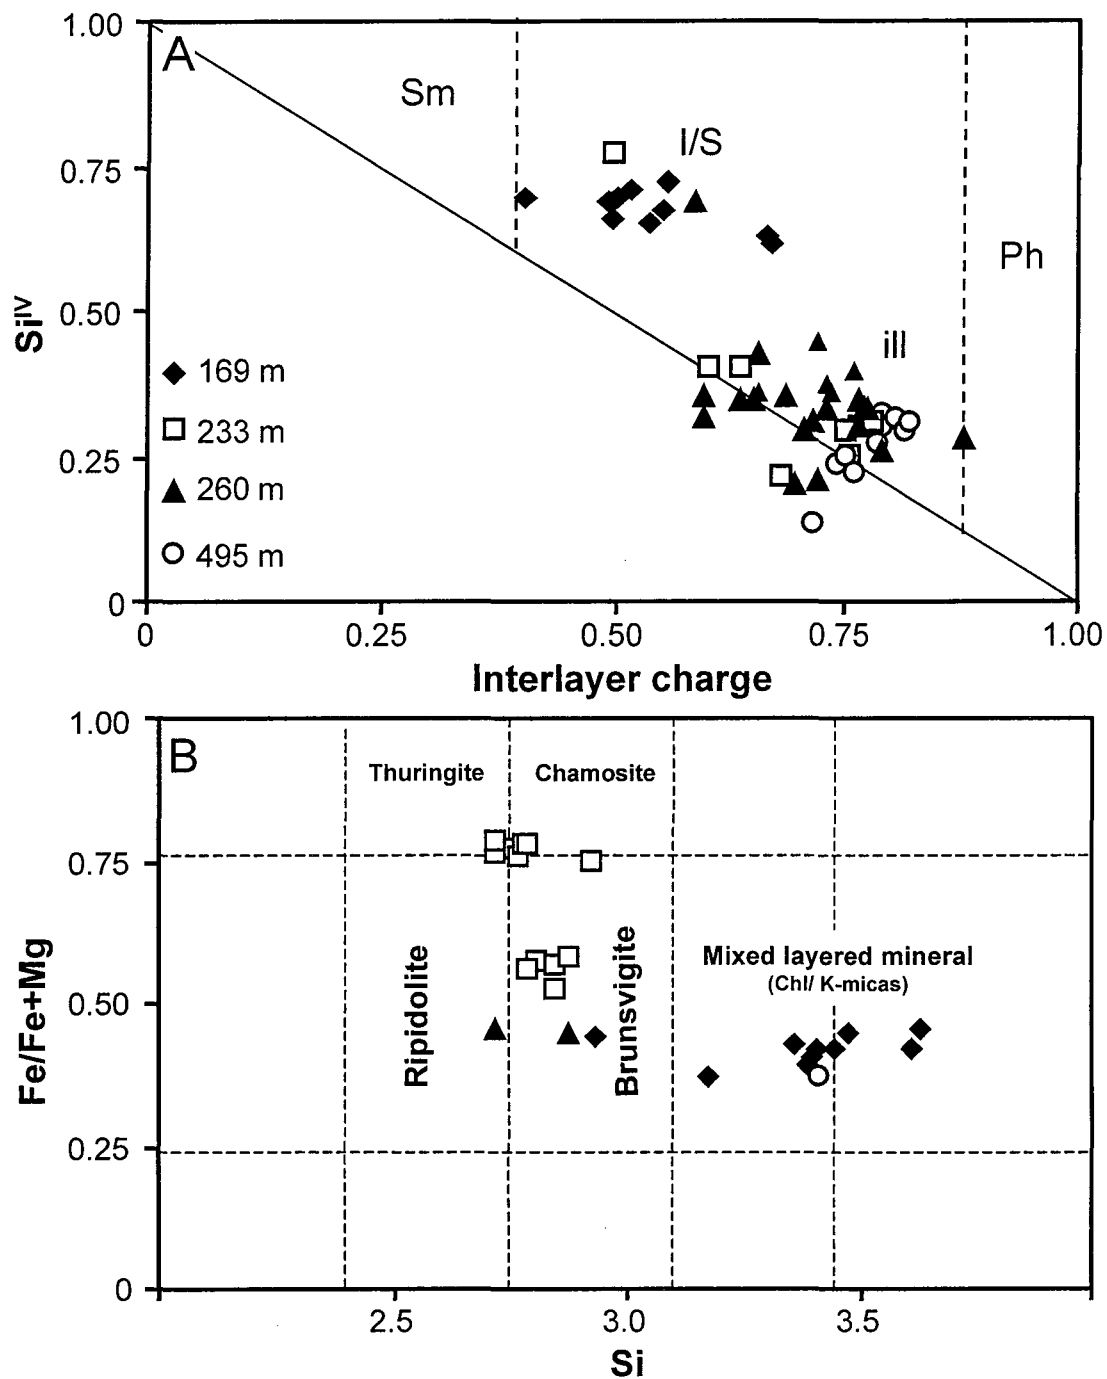 A
1.00
0.75
0.50
0.25
0
Si^IV
Sm
I/S
Ph
ill
169 m
233 m
260 m
495 m
0
0.25
0.50
0.75
1.00
Interlayer charge
B
1.00
0.75
0.50
0.25
0
Fe/Fe+Mg
Thuringite
Chamosite
Ripidolite
Brunsvigite
Mixed layered mineral
(Chl/ K-micas)
2.5
3.0
3.5
Si